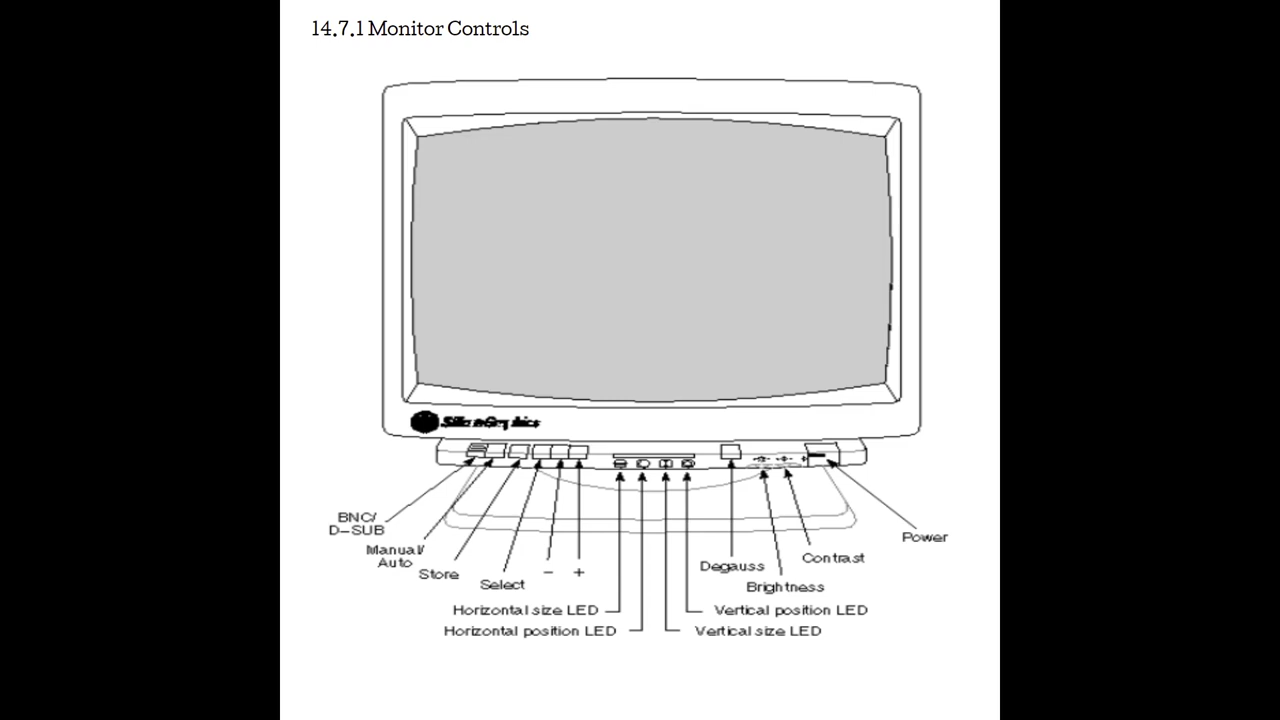 14.7.1 Monitor Controls
SiliconGraphics
BNC/
D-SUB
Manual/
Auto
Store
Select
-
+
Degauss
Brightness
Contrast
Power
Horizontal size LED
Vertical position LED
Horizontal position LED
Vertical size LED